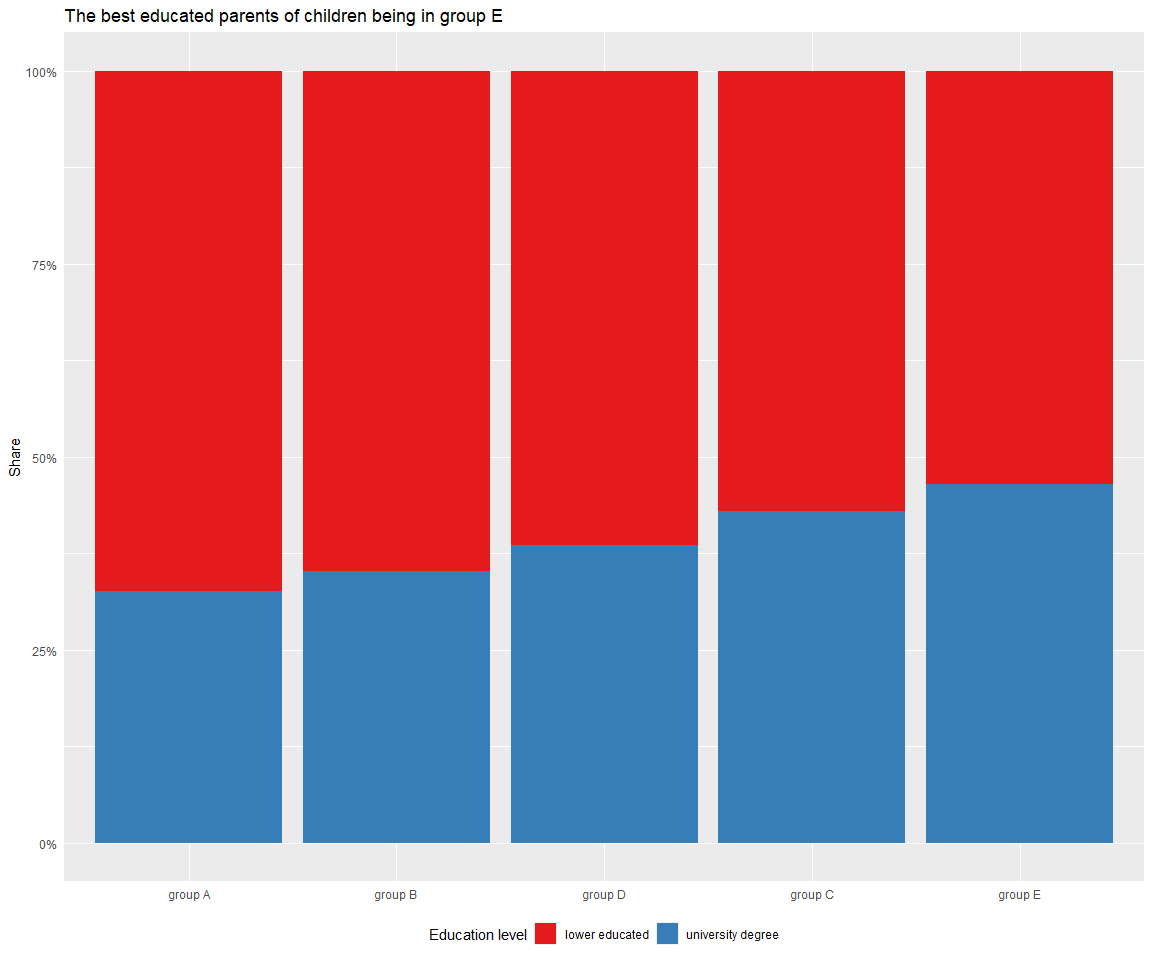 The best educated parents of children being in group E
100%
75%
50%
25%
0%
Share
group A group B group D group C group E
Education level lower educated university degree